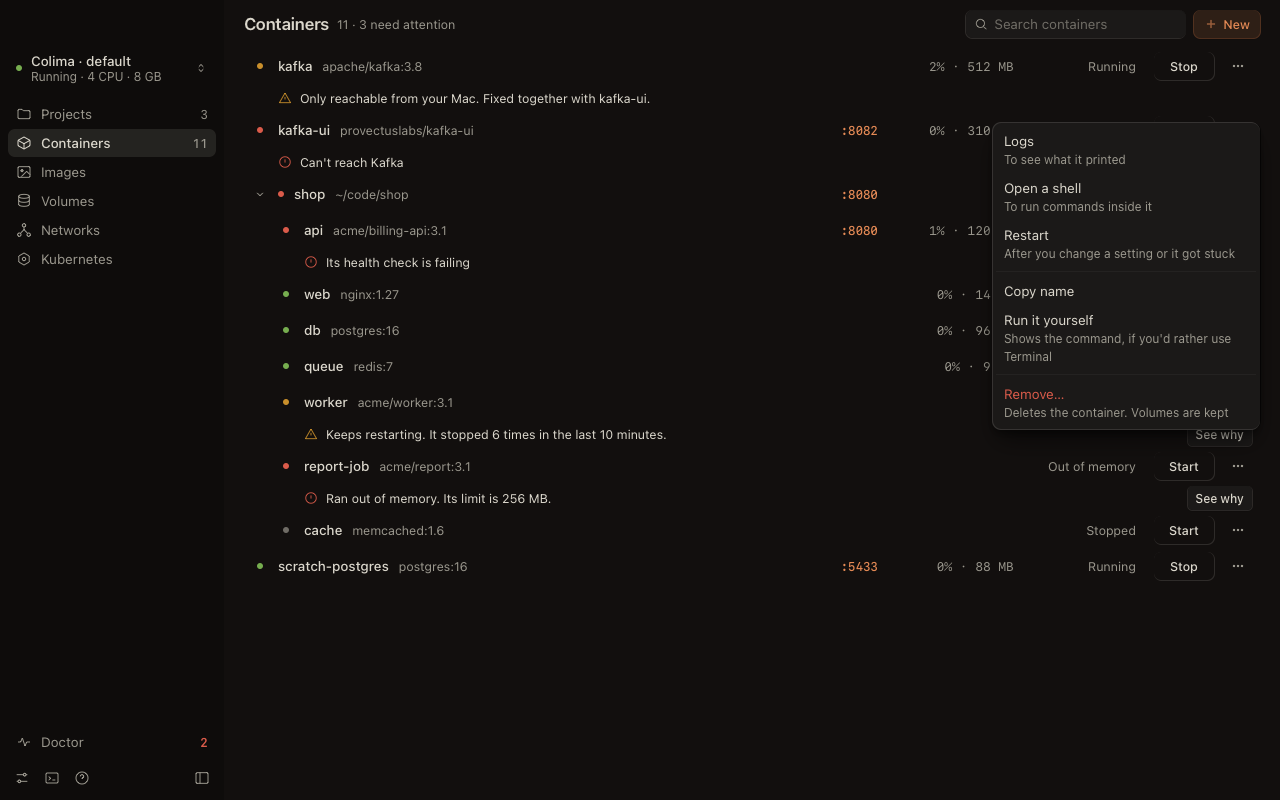 Containers 11 · 3 need attention
Search containers
+ New
Colima · default
Running · 4 CPU · 8 GB
Projects 3
Containers 11
Images
Volumes
Networks
Kubernetes
Doctor 2
kafka apache/kafka:3.8 2% · 512 MB Running Stop ···
Only reachable from your Mac. Fixed together with kafka-ui.
kafka-ui provectuslabs/kafka-ui :8082 0% · 310
Can't reach Kafka
shop ~/code/shop :8080
api acme/billing-api:3.1 :8080 1% · 120
Its health check is failing
web nginx:1.27 0% · 14
db postgres:16 0% · 96
queue redis:7 0% · 9
worker acme/worker:3.1
Keeps restarting. It stopped 6 times in the last 10 minutes.
See why
report-job acme/report:3.1 Out of memory Start ···
Ran out of memory. Its limit is 256 MB. See why
cache memcached:1.6 Stopped Start ···
scratch-postgres postgres:16 :5433 0% · 88 MB Running Stop ···
Logs
To see what it printed
Open a shell
To run commands inside it
Restart
After you change a setting or it got stuck
Copy name
Run it yourself
Shows the command, if you'd rather use
Terminal
Remove...
Deletes the container. Volumes are kept